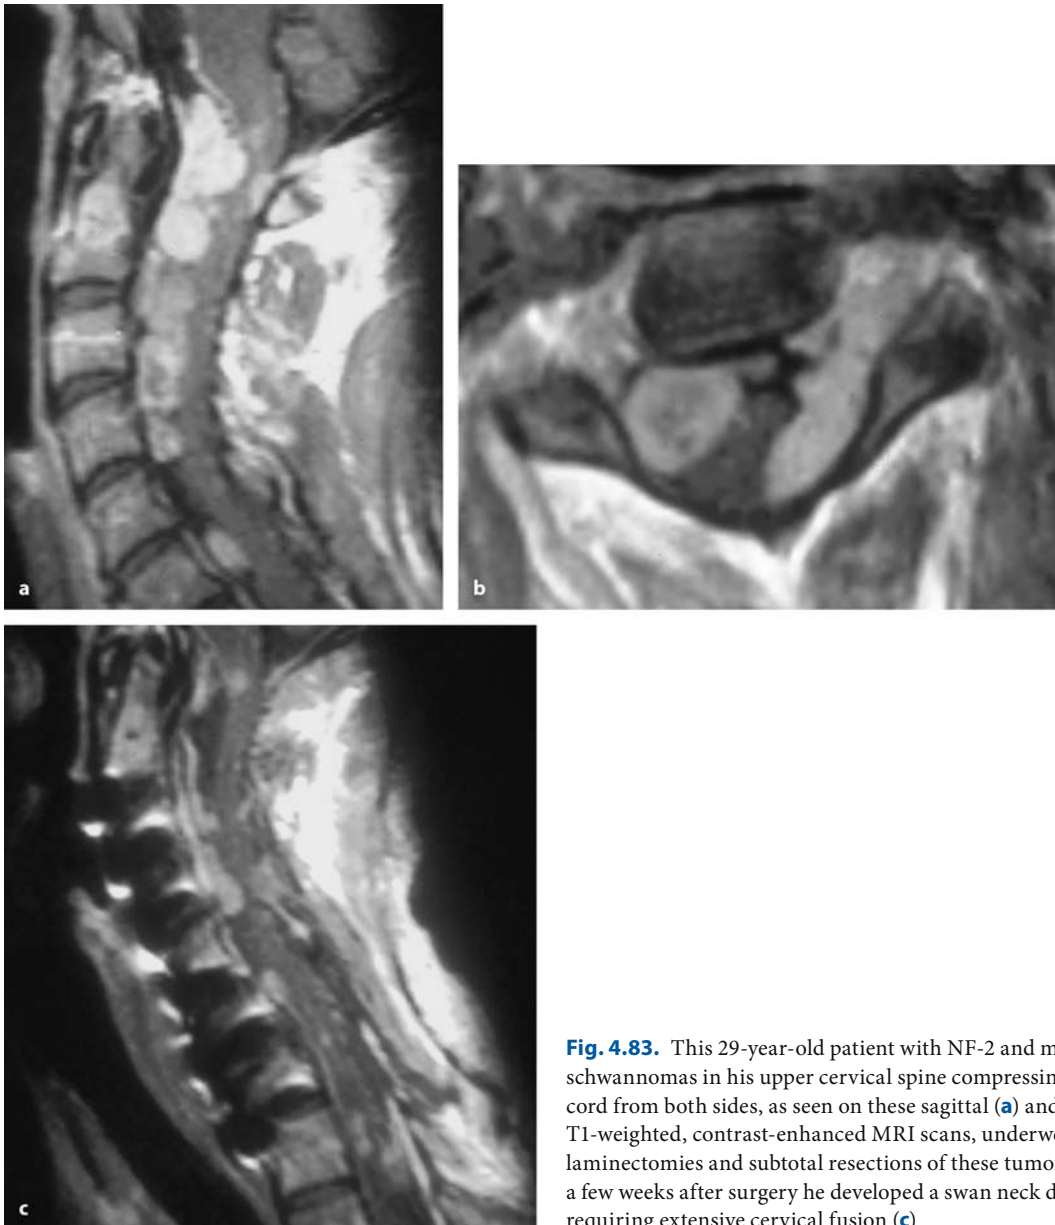 a
b
c
Fig. 4.83. This 29-year-old patient with NF-2 and
schwannomas in his upper cervical spine
cord from both sides, as seen on these sagittal (a) and
T1-weighted, contrast-enhanced MRI scans,
laminectomies and subtotal resections of these
a few weeks after surgery he developed a swan neck
requiring extensive cervical fusion (c)